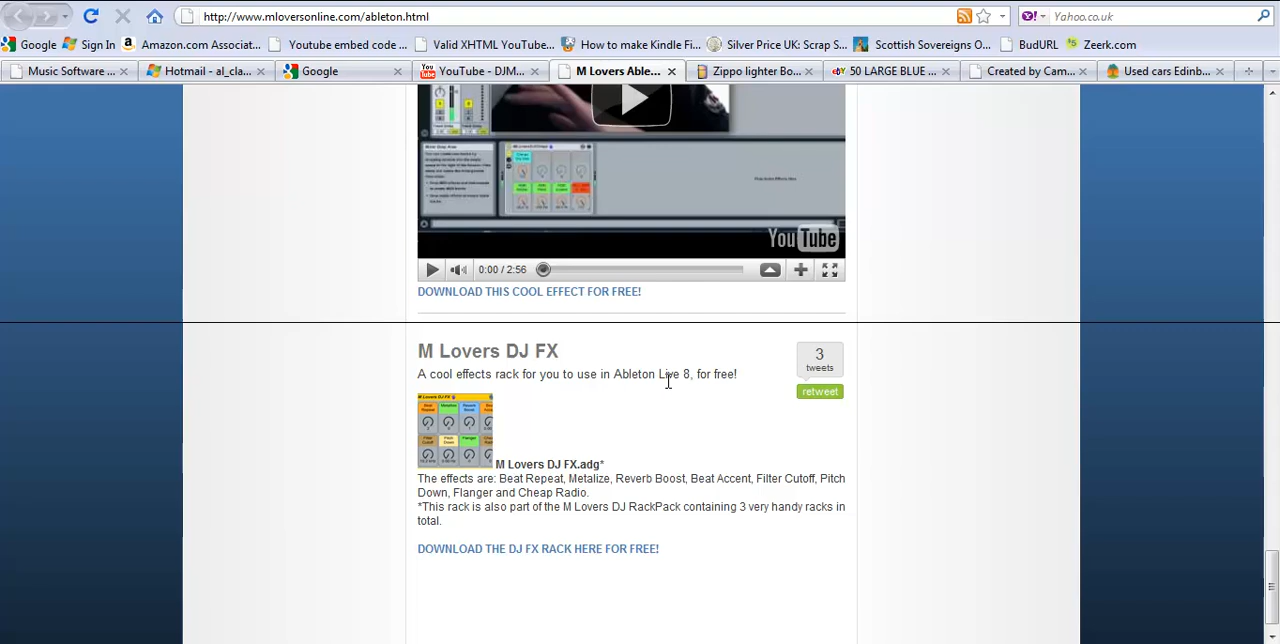 http://www.mloversonline.com/ableton.html
Yahoo.co.uk
Google
Sign In
Amazon.com Associat...
Youtube embed code ...
Valid XHTML YouTube...
How to make Kindle Fi...
Silver Price UK:Scrap S...
Scottish Sovereigns O...
BudURL
Zeerk.com
Music Software ...
Hotmail - al_cla...
Google
YouTube - DJM...
M Lovers Able...
Zippo lighter Bo...
50 LARGE BLUE ...
Created by Cam...
Used cars Edinb...
YouTube
0:00 / 2:56
DOWNLOAD THIS COOL EFFECT FOR FREE!
M Lovers DJ FX
3
tweets
A cool effects rack for you to use in Ableton Live 8, for free!
retweet
M Lovers DJ FX.adg*
The effects are: Beat Repeat, Metalize, Reverb Boost, Beat Accent, Filter Cutoff, Pitch
Down, Flanger and Cheap Radio.
*This rack is also part of the M Lovers DJ RackPack containing 3 very handy racks in
total.
DOWNLOAD THE DJ FX RACK HERE FOR FREE!